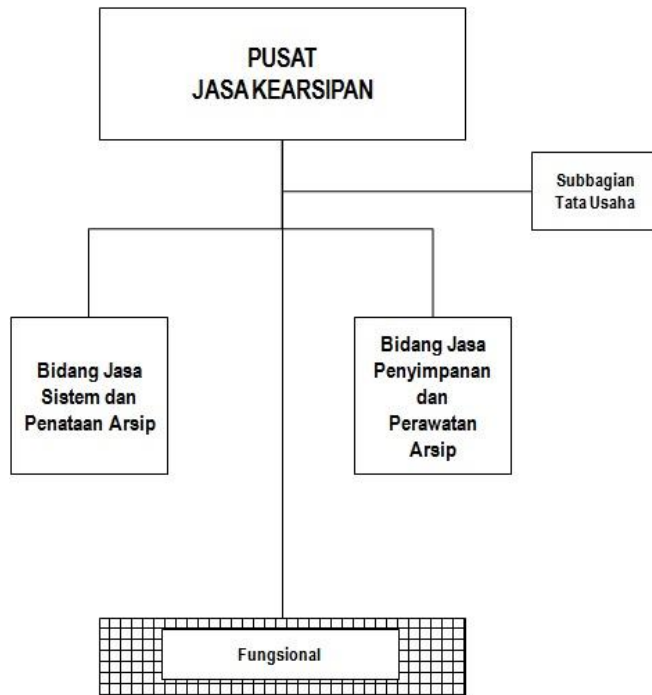 PUSAT
JASA KEARSIPAN
Subbagian
Tata Usaha
Bidang Jasa
Sistem dan
Penataan Arsip
Bidang Jasa
Penyimpanan
dan
Perawatan
Arsip
Fungsional